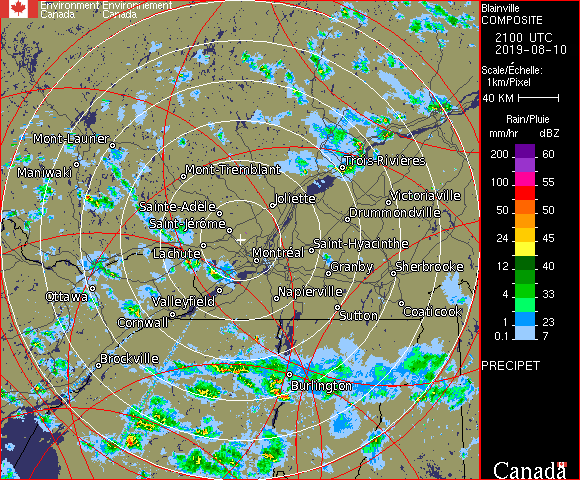 Environment Environnement
Canada Canada
Blainville
COMPOSITE
2100 UTC
2019-08-10
Scale/Échelle:
1km/Pixel
40 KM
Rain/Pluie
mm/hr dBZ
200 60
100 55
50 50
24 45
12 40
4 33
1 23
0.1 7
PRECIPET
Canada
Mont-Laurier
Maniwaki
Mont-Tremblant
Trois-Rivières
Sainte-Adèle
Joliette
Victoriaville
Saint-Jérôme
Drummondville
Lachute
Montréal
Saint-Hyacinthe
Granby
Sherbrooke
Ottawa
Valleyfield
Napierville
Cornwall
Sutton
Coaticook
Brockville
Burlington